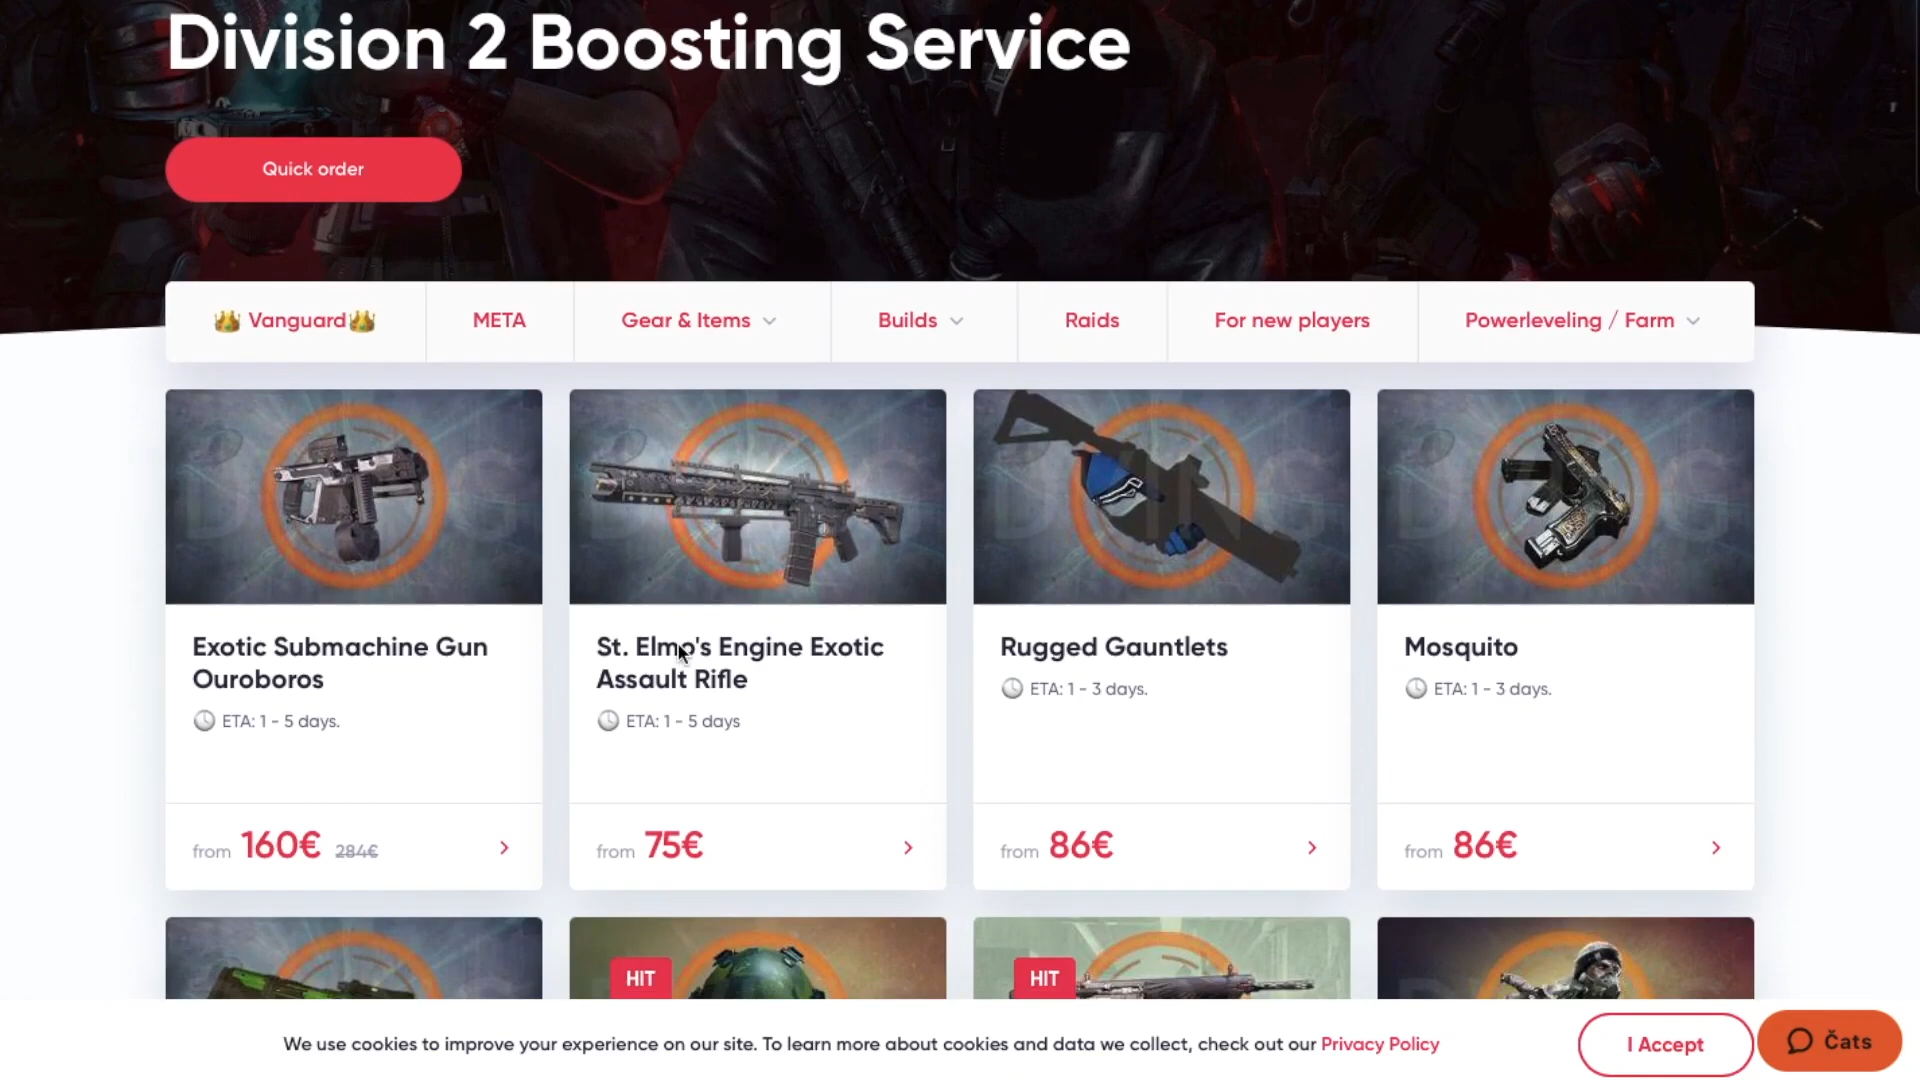 Division 2 Boosting Service
Quick order
Vanguard
META
Gear & Items
Builds
Raids
For new players
Powerleveling / Farm
Exotic Submachine Gun
Ouroboros
ETA: 1 - 5 days.
from 160€ 284€
St. Elmo's Engine Exotic
Assault Rifle
ETA: 1 - 5 days
from 75€
Rugged Gauntlets
ETA: 1 - 3 days.
from 86€
Mosquito
ETA: 1 - 3 days.
from 86€
HIT
HIT
We use cookies to improve your experience on our site. To learn more about cookies and data we collect, check out our Privacy Policy
I Accept
Čats